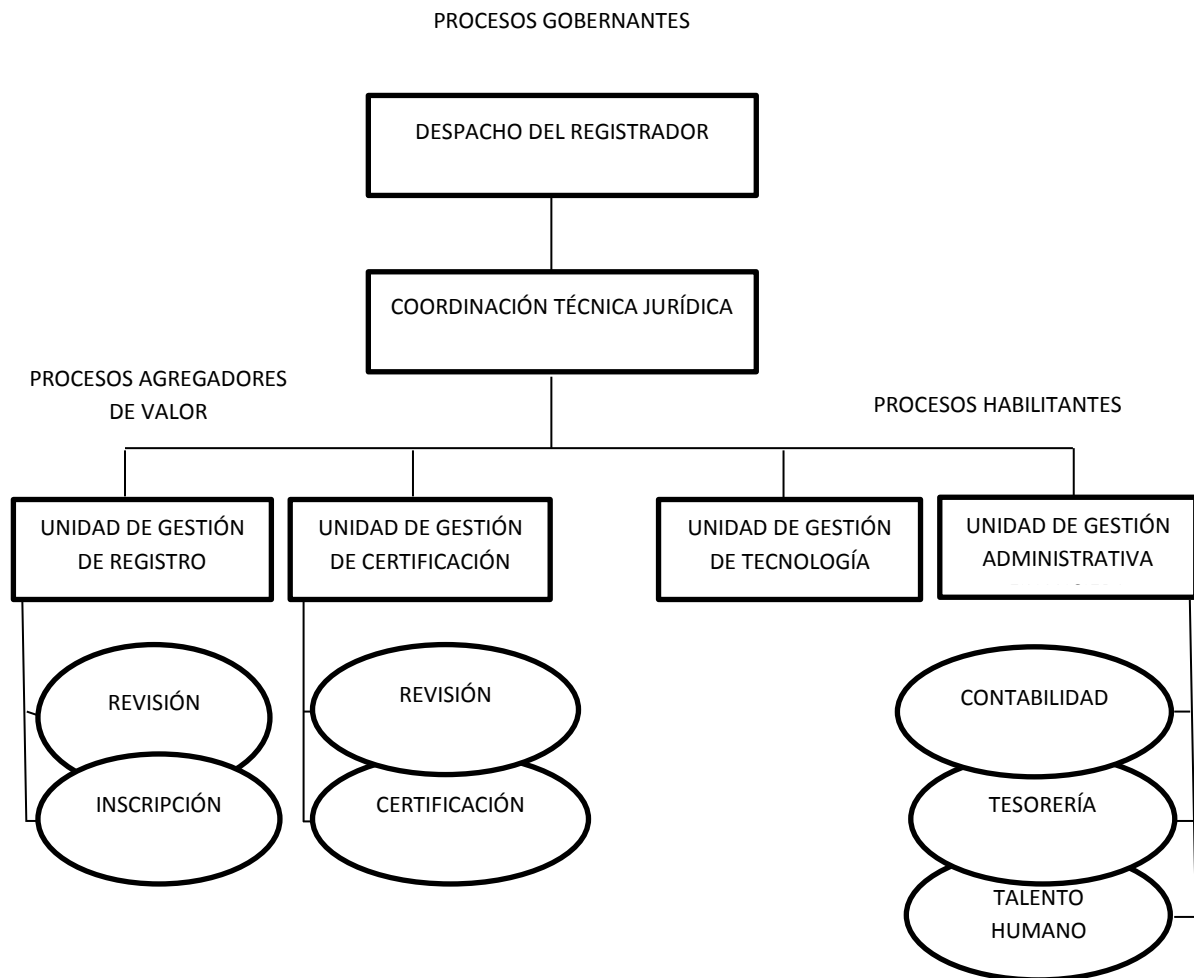 PROCESOS GOBERNANTES
DESPACHO DEL REGISTRADOR
COORDINACIÓN TÉCNICA JURÍDICA
PROCESOS AGREGADORES
DE VALOR
PROCESOS HABILITANTES
UNIDAD DE GESTIÓN
DE REGISTRO
UNIDAD DE GESTIÓN
DE CERTIFICACIÓN
UNIDAD DE GESTIÓN
DE TECNOLOGÍA
UNIDAD DE GESTIÓN
ADMINISTRATIVA
REVISIÓN
INSCRIPCIÓN
REVISIÓN
CERTIFICACIÓN
CONTABILIDAD
TESORERÍA
TALENTO
HUMANO